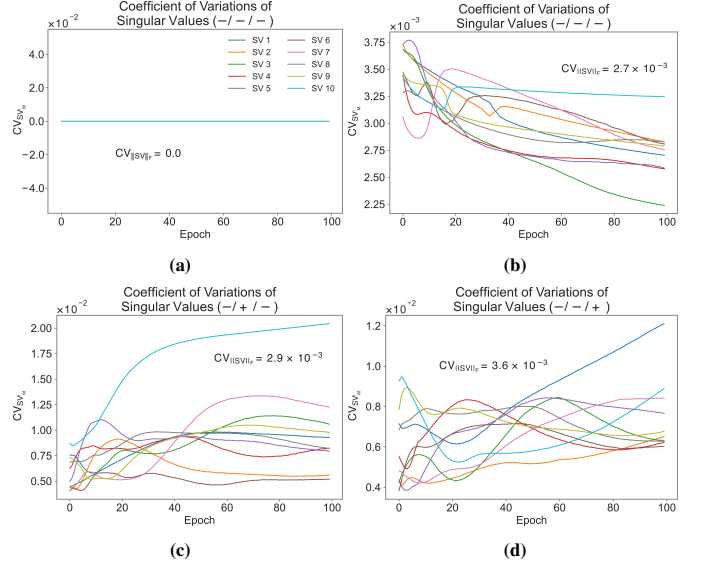 Coefficient of Variations of
Singular Values (−/−/−)
×10⁻²
4.0
2.0
0.0
−2.0
−4.0
CV_SVⁱ_M
SV 1
SV 2
SV 3
SV 4
SV 5
SV 6
SV 7
SV 8
SV 9
SV 10
CV_||SV||_F = 0.0
0
20
40
60
80
100
Epoch
(a)
Coefficient of Variations of
Singular Values (−/−/−)
×10⁻³
3.75
3.50
3.25
3.00
2.75
2.50
2.25
CV_SVⁱ_M
CV_||SV||_F = 2.7 × 10⁻³
0
20
40
60
80
100
Epoch
(b)
Coefficient of Variations of
Singular Values (−/+/−)
×10⁻²
2.00
1.75
1.50
1.25
1.00
0.75
0.50
CV_SVⁱ_M
CV_||SV||_F = 2.9 × 10⁻³
0
20
40
60
80
100
Epoch
(c)
Coefficient of Variations of
Singular Values (−/−/+)
×10⁻²
1.2
1.0
0.8
0.6
0.4
CV_SVⁱ_M
CV_||SV||_F = 3.6 × 10⁻³
0
20
40
60
80
100
Epoch
(d)